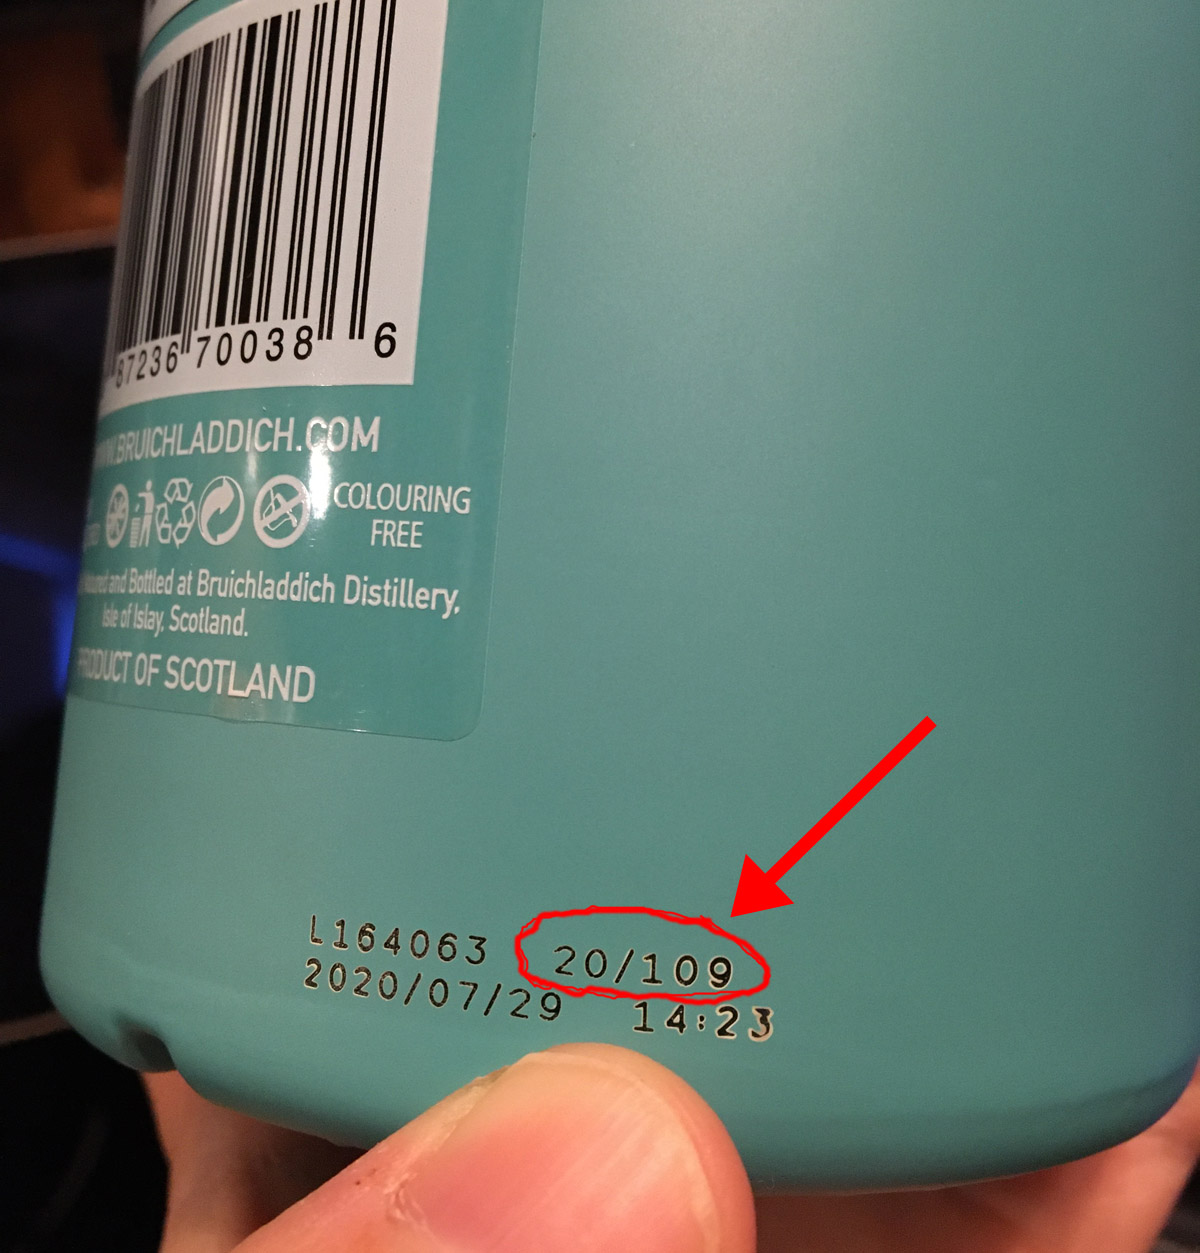 87236 70038 6
WWW.BRUICHLADDICH.COM
COLOURING
FREE
and Bottled at Bruichladdich Distillery,
Isle of Islay, Scotland.
PRODUCT OF SCOTLAND
L164063 20/109
2020/07/29 14:23